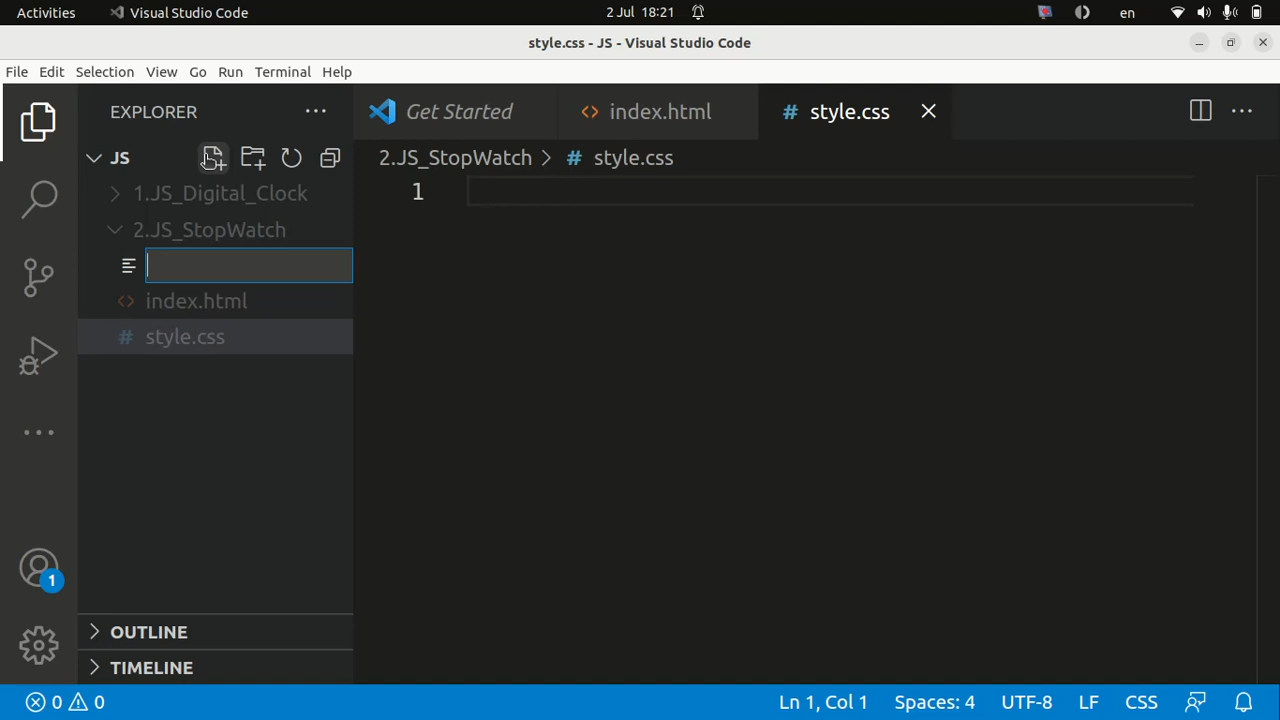 Activities
Visual Studio Code
2 Jul 18:21
en
style.css - JS - Visual Studio Code
File
Edit
Selection
View
Go
Run
Terminal
Help
EXPLORER
Get Started
index.html
style.css
JS
2.JS_StopWatch
style.css
1.JS_Digital_Clock
1
2.JS_StopWatch
index.html
style.css
1
OUTLINE
TIMELINE
0
0
Ln 1, Col 1
Spaces: 4
UTF-8
LF
CSS